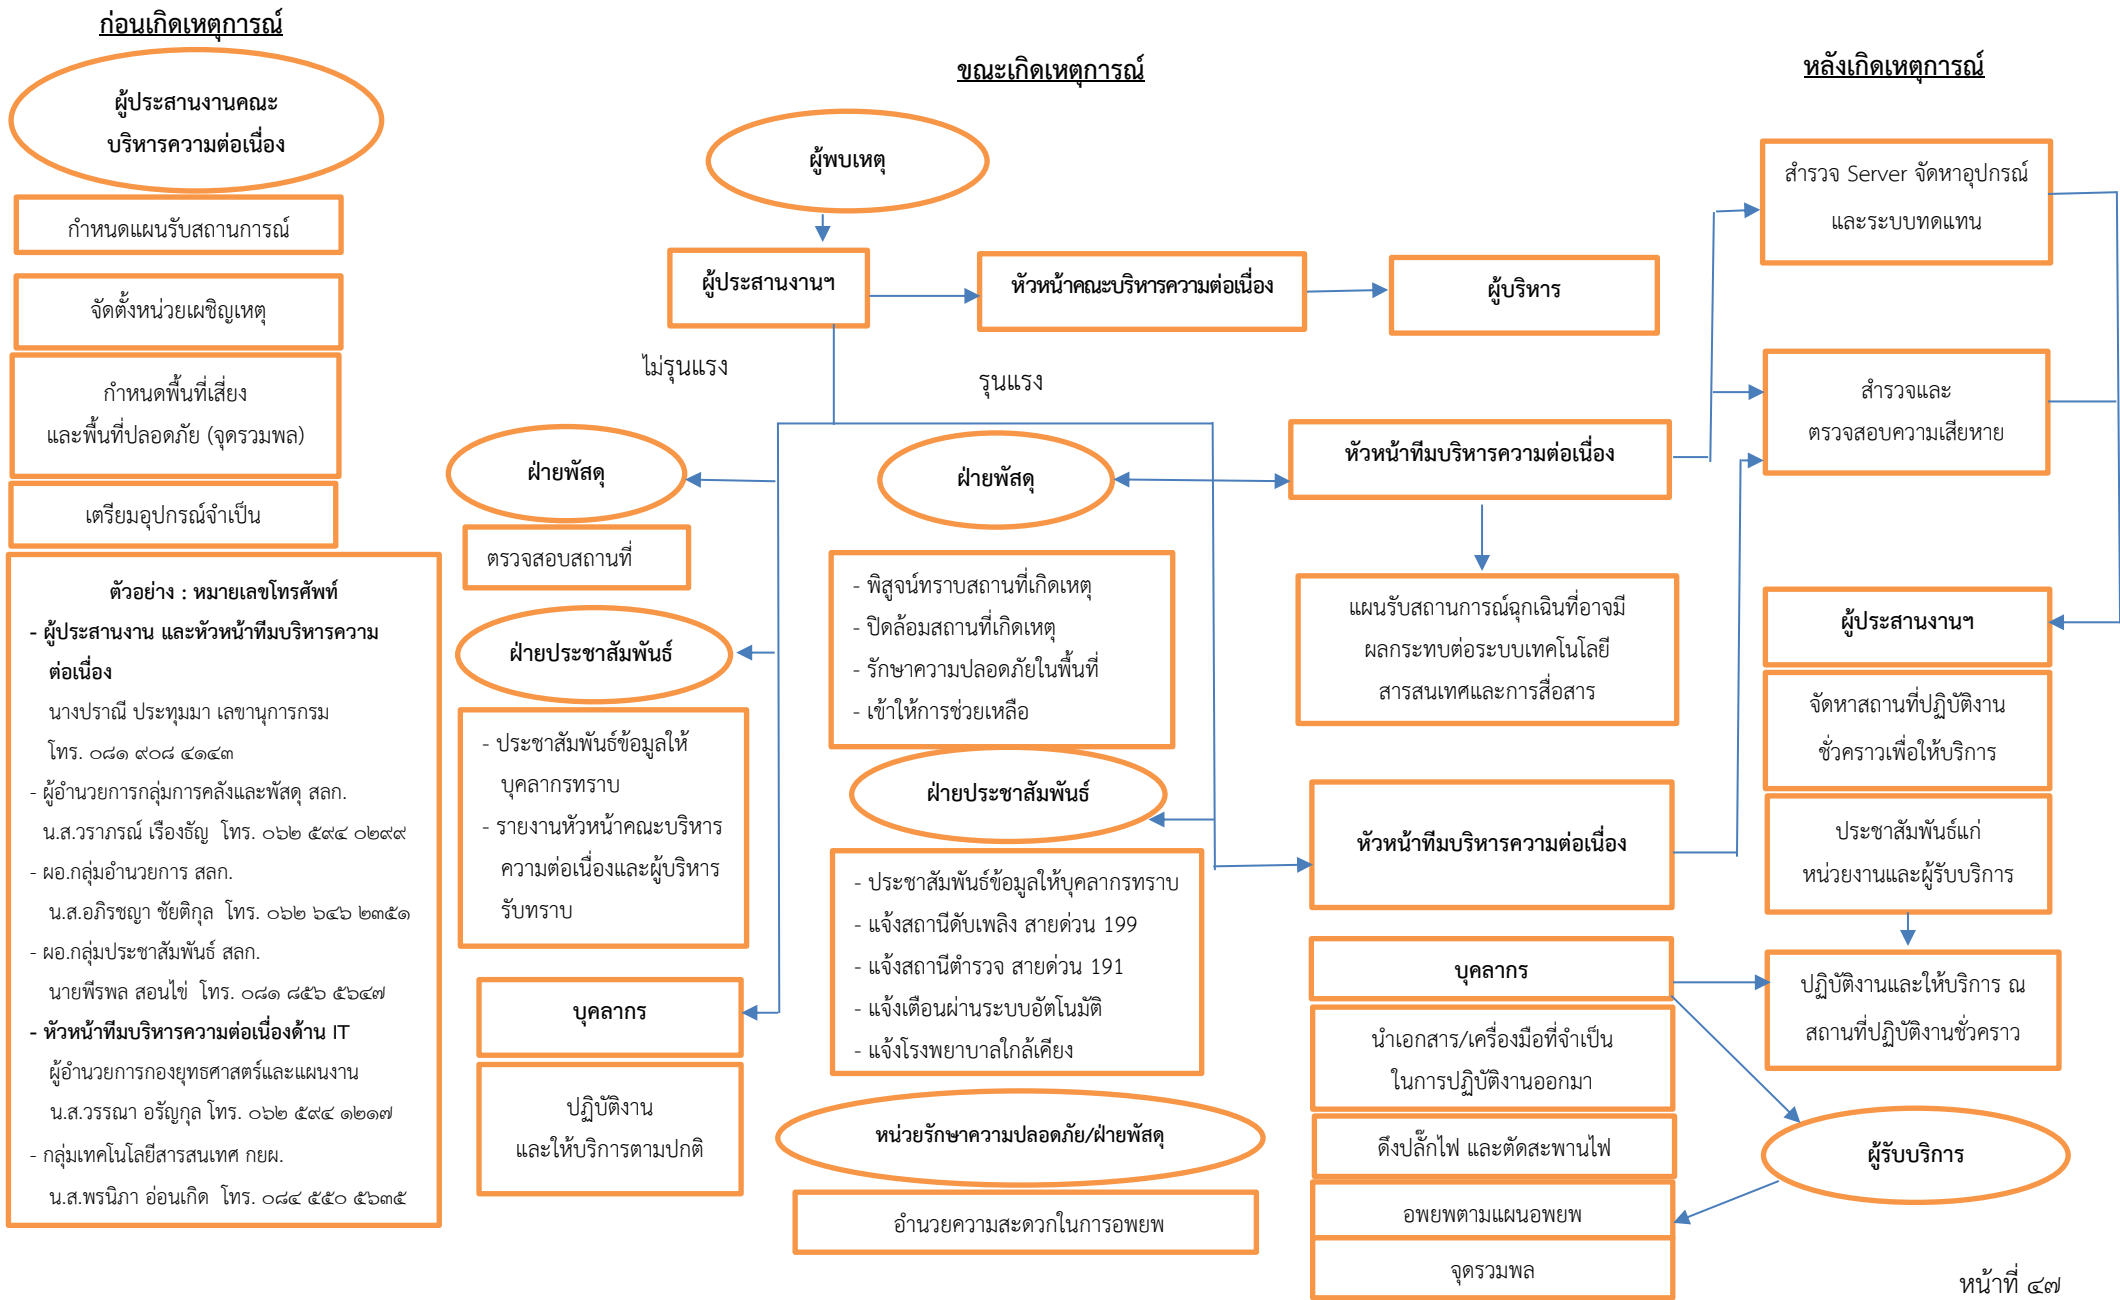 ก่อนเกิดเหตุการณ์
ผู้ประสานงานคณะ
บริหารความต่อเนื่อง
กำหนดแผนรับสถานการณ์
จัดตั้งหน่วยเผชิญเหตุ
กำหนดพื้นที่เสี่ยง
และพื้นที่ปลอดภัย (จุดรวมพล)
เตรียมอุปกรณ์จำเป็น
ตัวอย่าง : หมายเลขโทรศัพท์
- ผู้ประสานงาน และหัวหน้าทีมบริหารความ
ต่อเนื่อง
นางปราณี ประทุมมา เลขานุการกรม
โทร. ๐๘๑ ๙๐๘ ๔๑๔๓
- ผู้อำนวยการกลุ่มการคลังและพัสดุ สลก.
น.ส.วราภรณ์ เรืองธัญ โทร. ๐๖๒ ๕๙๔ ๐๒๙๙
- ผอ.กลุ่มอำนวยการ สลก.
น.ส.อภิรชญา ชัยติกุล โทร. ๐๖๒ ๖๔๖ ๒๓๕๑
- ผอ.กลุ่มประชาสัมพันธ์ สลก.
นายพีรพล สอนไข่ โทร. ๐๘๑ ๘๕๖ ๕๖๔๗
- หัวหน้าทีมบริหารความต่อเนื่องด้าน IT
ผู้อำนวยการกองยุทธศาสตร์และแผนงาน
น.ส.วรรณา อรัญกุล โทร. ๐๖๒ ๕๙๔ ๑๒๑๗
- กลุ่มเทคโนโลยีสารสนเทศ กยผ.
น.ส.พรนิภา อ่อนเกิด โทร. ๐๘๔ ๕๕๐ ๕๖๓๕
ขณะเกิดเหตุการณ์
ผู้พบเหตุ
ผู้ประสานงานฯ
หัวหน้าคณะบริหารความต่อเนื่อง
ผู้บริหาร
ไม่รุนแรง
รุนแรง
ฝ่ายพัสดุ
ตรวจสอบสถานที่
ฝ่ายประชาสัมพันธ์
- ประชาสัมพันธ์ข้อมูลให้
บุคลากรทราบ
- รายงานหัวหน้าคณะบริหาร
ความต่อเนื่องและผู้บริหาร
รับทราบ
บุคลากร
ปฏิบัติงาน
และให้บริการตามปกติ
ฝ่ายพัสดุ
- พิสูจน์ทราบสถานที่เกิดเหตุ
- ปิดล้อมสถานที่เกิดเหตุ
- รักษาความปลอดภัยในพื้นที่
- เข้าให้การช่วยเหลือ
ฝ่ายประชาสัมพันธ์
- ประชาสัมพันธ์ข้อมูลให้บุคลากรทราบ
- แจ้งสถานีดับเพลิง สายด่วน 199
- แจ้งสถานีตำรวจ สายด่วน 191
- แจ้งเตือนผ่านระบบอัตโนมัติ
- แจ้งโรงพยาบาลใกล้เคียง
หน่วยรักษาความปลอดภัย/ฝ่ายพัสดุ
อำนวยความสะดวกในการอพยพ
หัวหน้าทีมบริหารความต่อเนื่อง
แผนรับสถานการณ์ฉุกเฉินที่อาจมี
ผลกระทบต่อระบบเทคโนโลยี
สารสนเทศและการสื่อสาร
หัวหน้าทีมบริหารความต่อเนื่อง
บุคลากร
นำเอกสาร/เครื่องมือที่จำเป็น
ในการปฏิบัติงานออกมา
ดึงปลั๊กไฟ และตัดสะพานไฟ
อพยพตามแผนอพยพ
จุดรวมพล
หลังเกิดเหตุการณ์
สำรวจ Server จัดหาอุปกรณ์
และระบบทดแทน
สำรวจและ
ตรวจสอบความเสียหาย
ผู้ประสานงานฯ
จัดหาสถานที่ปฏิบัติงาน
ชั่วคราวเพื่อให้บริการ
ประชาสัมพันธ์แก่
หน่วยงานและผู้รับบริการ
ปฏิบัติงานและให้บริการ ณ
สถานที่ปฏิบัติงานชั่วคราว
ผู้รับบริการ
หน้าที่ ๔๗